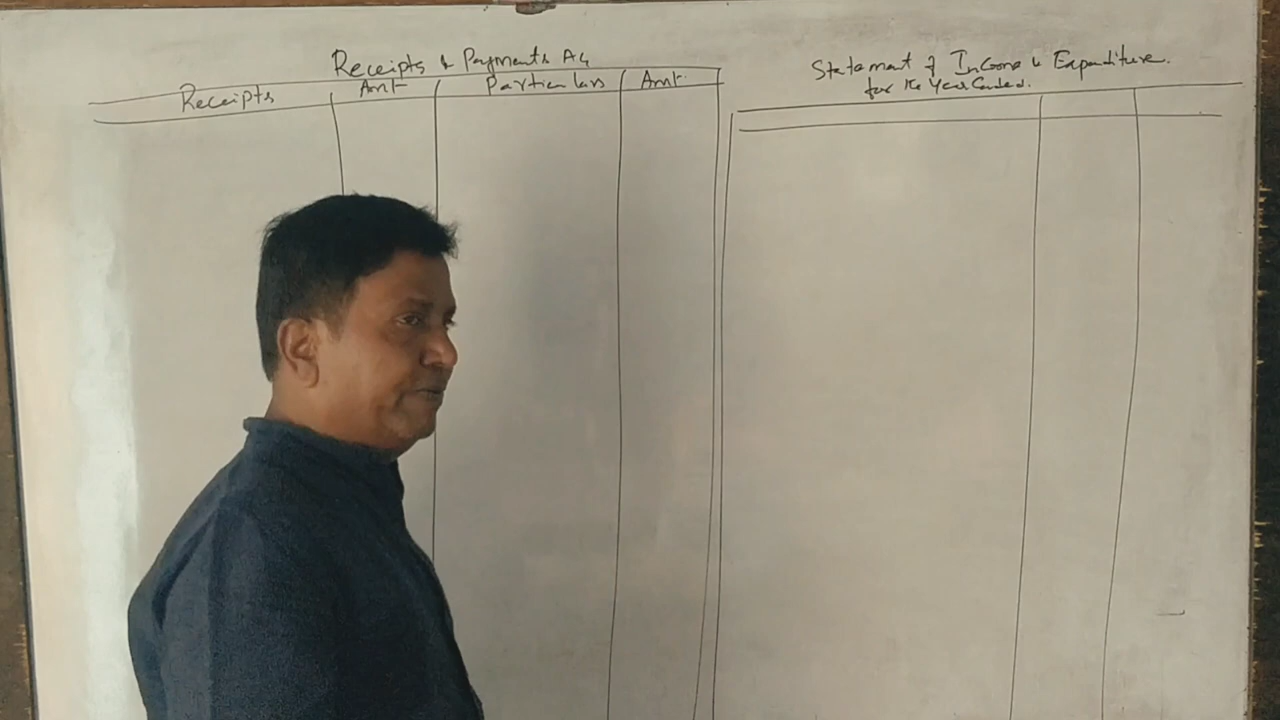 Receipts & Payments A/c
Receipts Amt Particulars Amt
Statement of Income & Expenditure.
for the Year Ended.